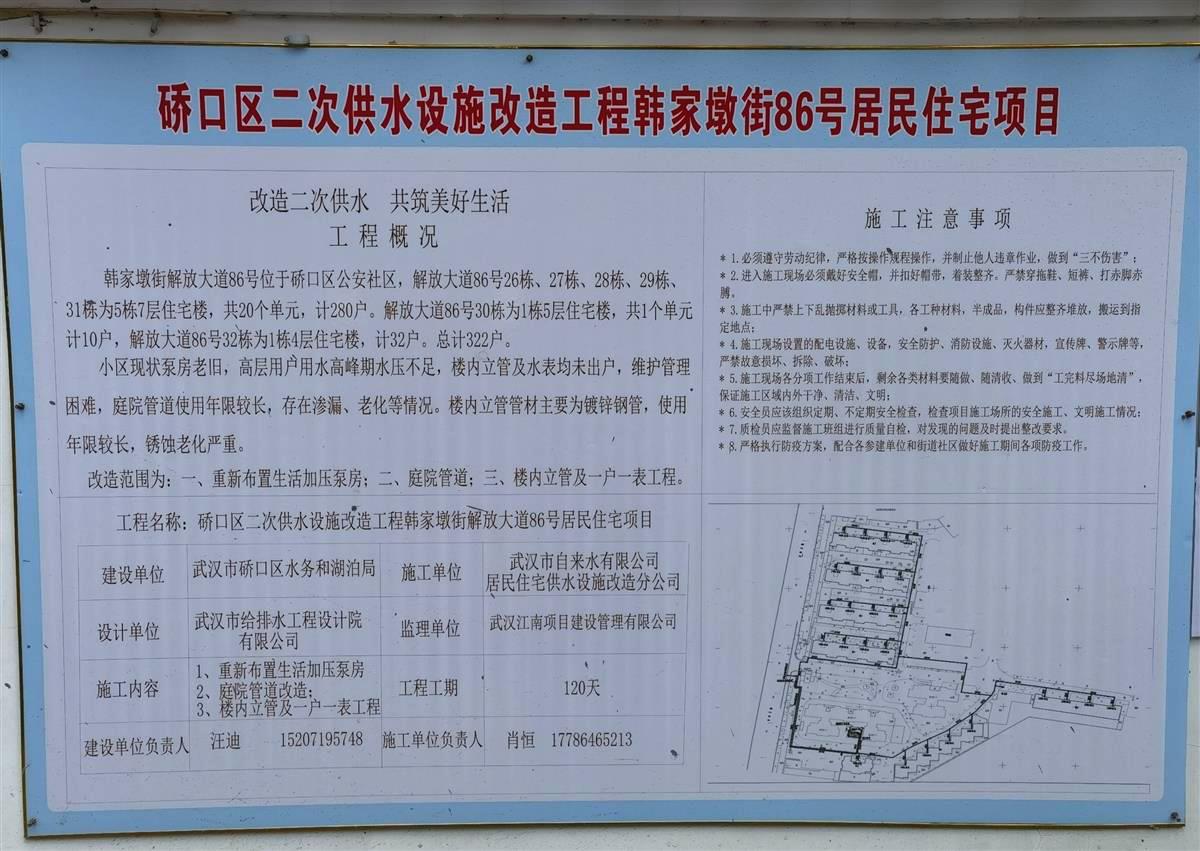 硚口区二次供水设施改造工程韩家墩街86号居民住宅项目
改造二次供水 共筑美好生活
工程概况
韩家墩街解放大道86号位于硚口区公安社区，解放大道86号26栋、27栋、28栋、29栋、
31栋为5栋7层住宅楼，共20个单元，计280户。解放大道86号30栋为1栋5层住宅楼，共1个单元
计10户，解放大道86号32栋为1栋4层住宅楼，计32户。总计322户。
小区现状泵房老旧，高层用户用水高峰期水压不足，楼内立管及水表均未出户，维护管理
困难，庭院管道使用年限较长，存在渗漏、老化等情况。楼内立管管材主要为镀锌钢管，使用
年限较长，锈蚀老化严重。
改造范围为：一、重新布置生活加压泵房；二、庭院管道；三、楼内立管及一户一表工程。
工程名称：硚口区二次供水设施改造工程韩家墩街解放大道86号居民住宅项目
建设单位 武汉市硚口区水务和湖泊局 施工单位 武汉市自来水有限公司
居民住宅供水设施改造分公司
设计单位 武汉市给排水工程设计院
有限公司
监理单位 武汉江南项目建设管理有限公司
施工内容 1、重新布置生活加压泵房
2、庭院管道改造；
3、楼内立管及一户一表工程
工程工期 120天
建设单位负责人 汪迪 15207195748 施工单位负责人 肖恒 17786465213
施工注意事项
* 1.必须遵守劳动纪律，严格按操作规程操作，并制止他人违章作业，做到“三不伤害”；
* 2.进入施工现场必须戴好安全帽，并扣好帽带，着装整齐。严禁穿拖鞋、短裤、打赤脚赤
膊。
* 3.施工中严禁上下乱抛掷材料或工具，各工种材料，半成品，构件应整齐堆放，搬运到指
定地点；
* 4.施工现场设置的配电设施、设备，安全防护、消防设施、灭火器材，宣传牌、警示牌等，
严禁故意损坏、拆除、破坏；
* 5.施工现场各分项工作结束后，剩余各类材料要随做、随清收、做到“工完料尽场地清”，
保证施工区域内外干净、清洁、文明；
* 6.安全员应该组织定期、不定期安全检查，检查项目施工场所的安全施工、文明施工情况；
* 7.质检员应监督施工班组进行质量自检，对发现的问题及时提出整改要求。
* 8.严格执行防疫方案，配合各参建单位和街道社区做好施工期间各项防疫工作。